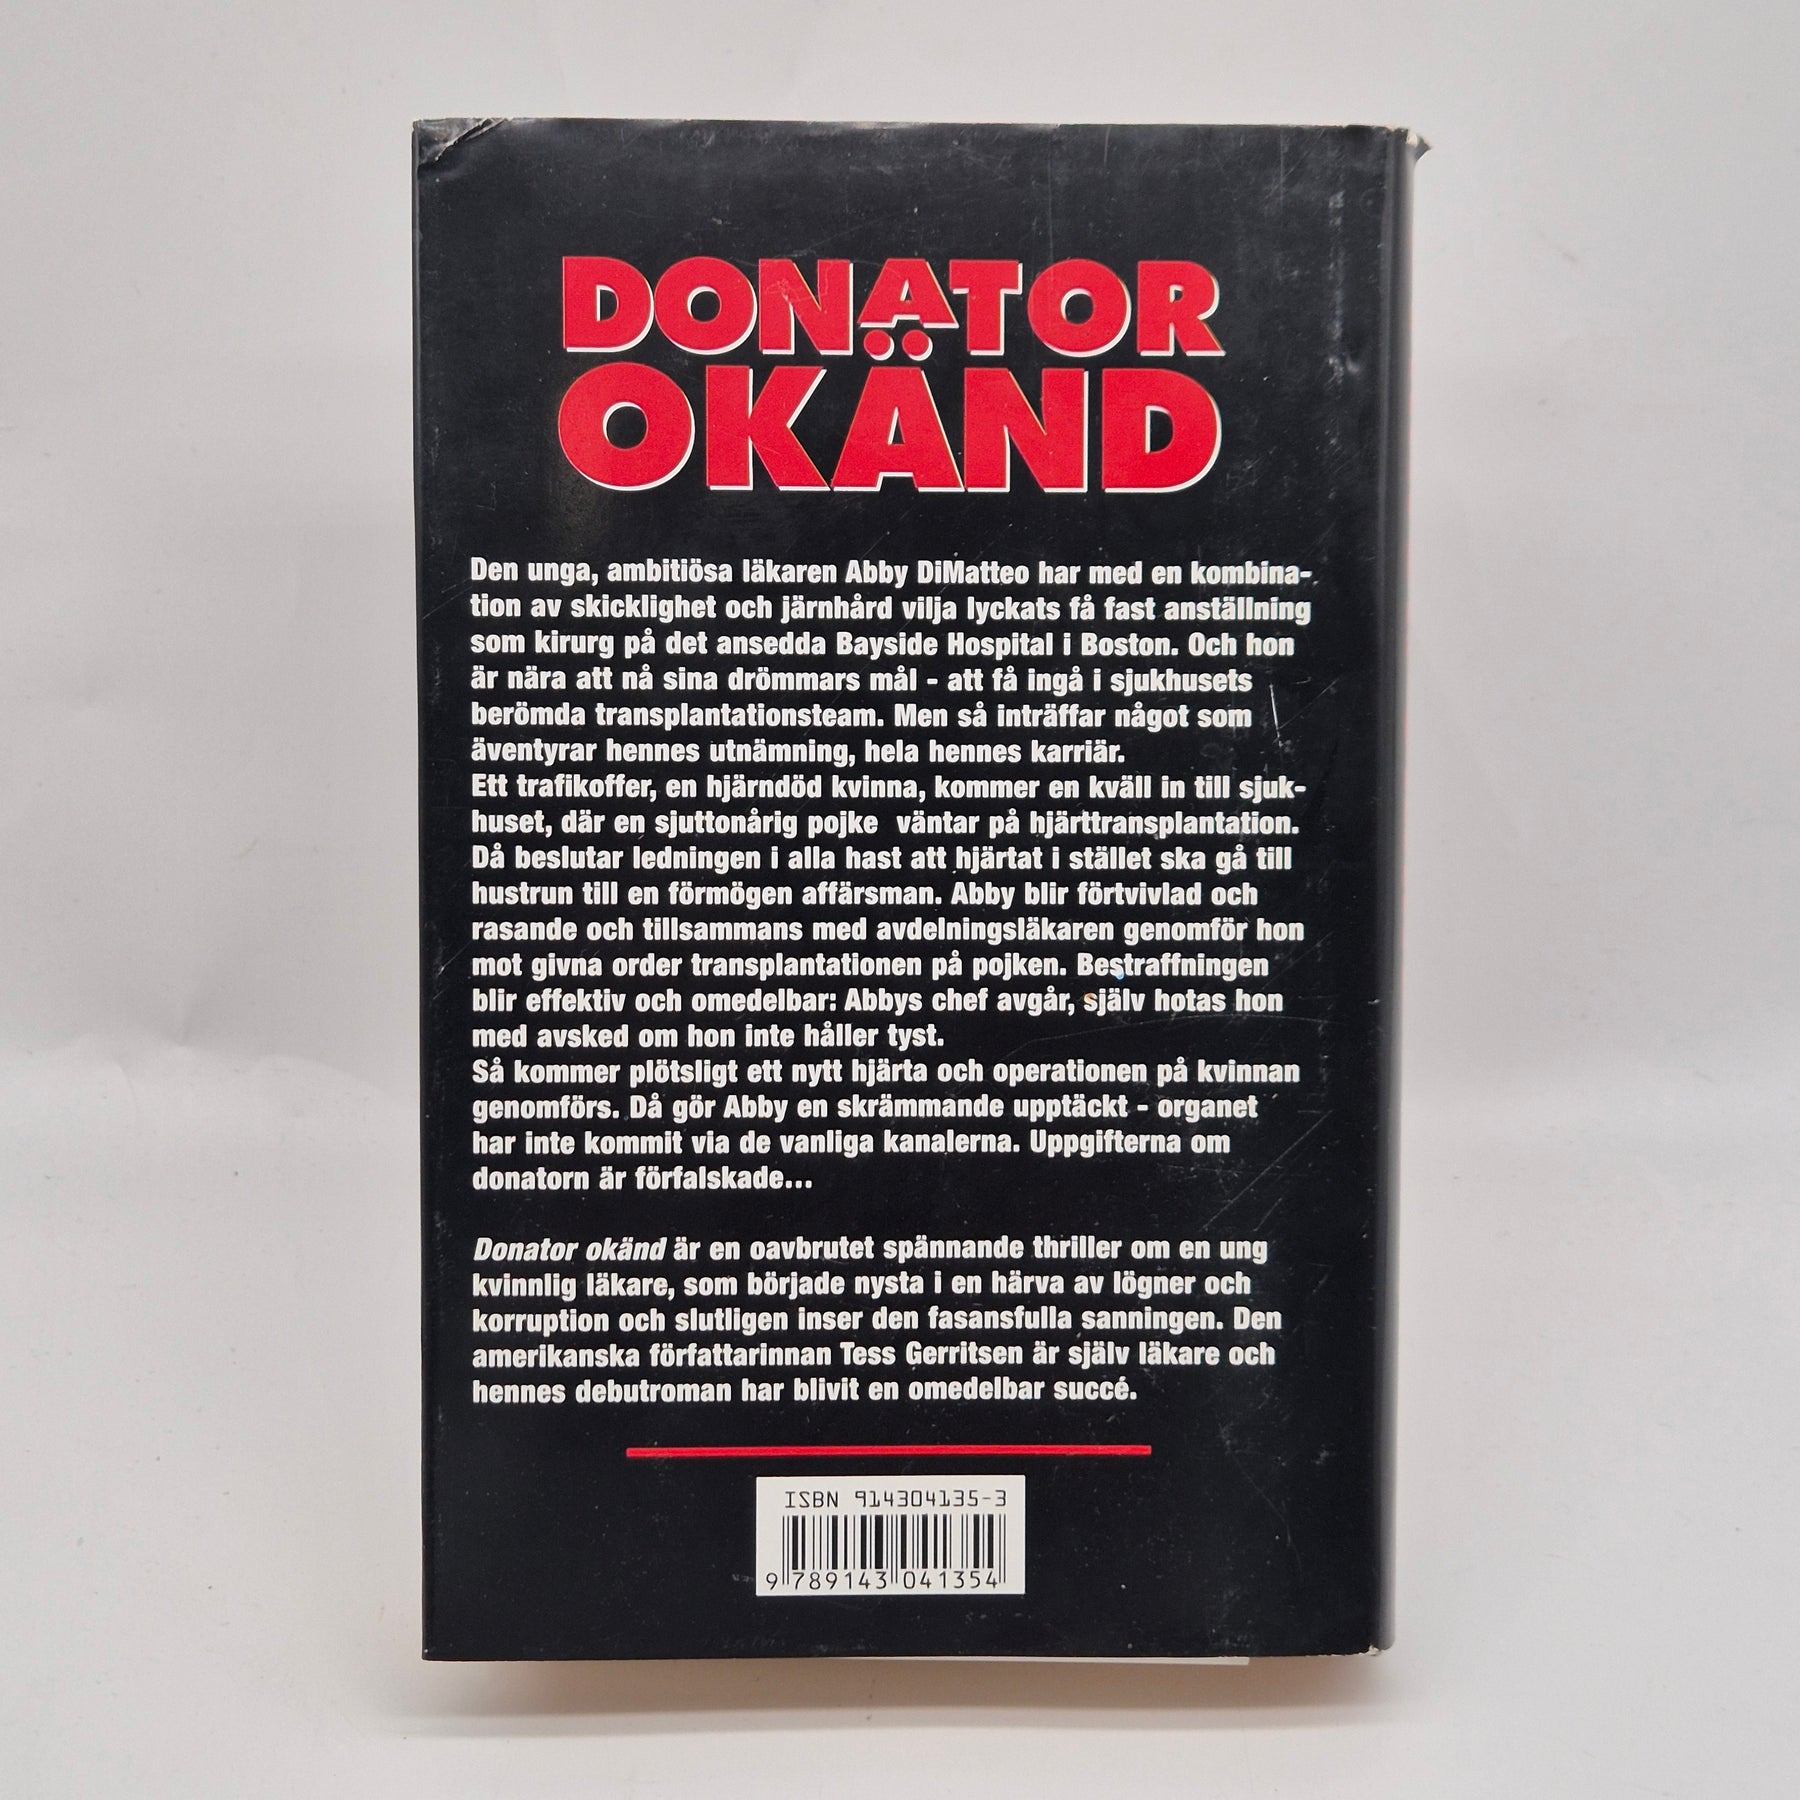 DONATOR
OKÄND
Den unga, ambitiösa läkaren Abby DiMatteo har med en kombina-
tion av skicklighet och järnhård vilja lyckats få fast anställning
som kirurg på det ansedda Bayside Hospital i Boston. Och hon
är nära att nå sina drömmars mål - att få ingå i sjukhusets
berömda transplantationsteam. Men så inträffar något som
äventyrar hennes utnämning, hela hennes karriär.
Ett trafikoffer, en hjärndöd kvinna, kommer en kväll in till sjuk-
huset, där en sjuttonårig pojke väntar på hjärttransplantation.
Då beslutar ledningen i alla hast att hjärtat i stället ska gå till
hustrun till en förmögen affärsman. Abby blir förtvivlad och
rasande och tillsammans med avdelningsläkaren genomför hon
mot givna order transplantationen på pojken. Bestraffningen
blir effektiv och omedelbar: Abbys chef avgår, själv hotas hon
med avsked om hon inte håller tyst.
Så kommer plötsligt ett nytt hjärta och operationen på kvinnan
genomförs. Då gör Abby en skrämmande upptäckt - organet
har inte kommit via de vanliga kanalerna. Uppgifterna om
donatorn är förfalskade...
Donator okänd är en oavbrutet spännande thriller om en ung
kvinnlig läkare, som började nysta i en härva av lögner och
korruption och slutligen inser den fasansfulla sanningen. Den
amerikanska författarinnan Tess Gerritsen är själv läkare och
hennes debutroman har blivit en omedelbar succé.
ISBN 914304135-3
9 789143 041354